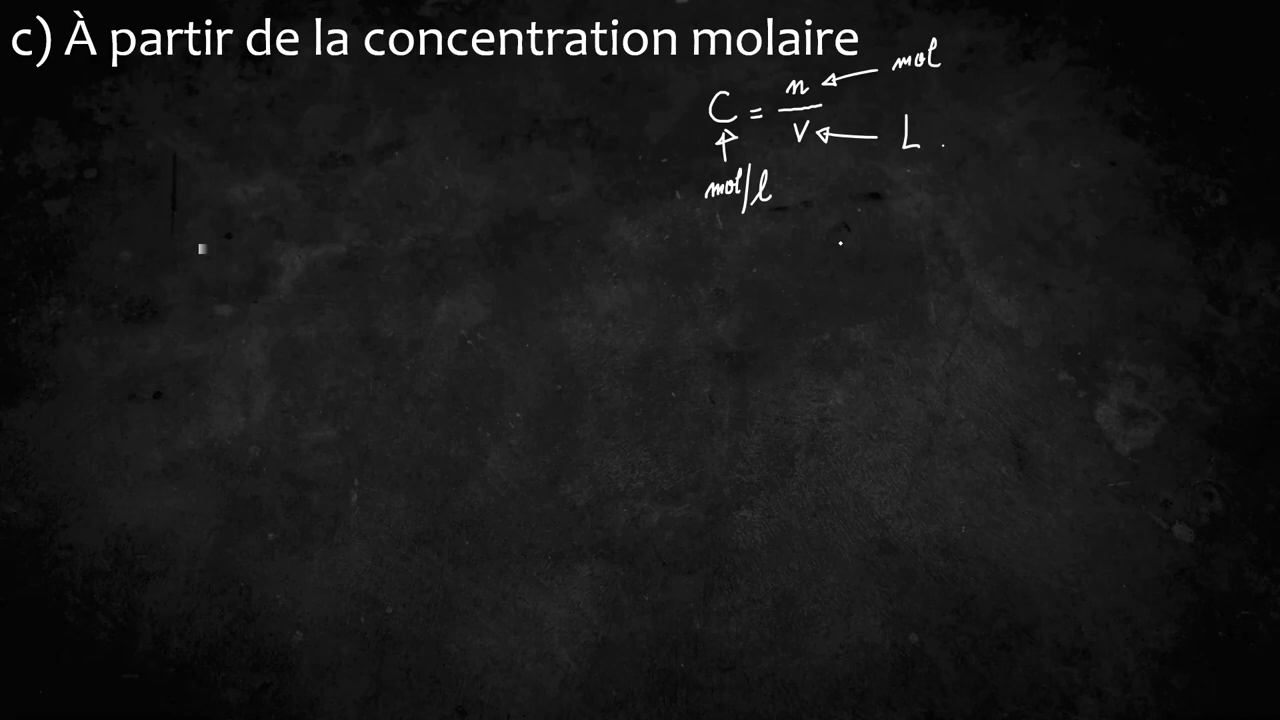 c) À partir de la concentration molaire
C = n/V
mol
L.
mol/l